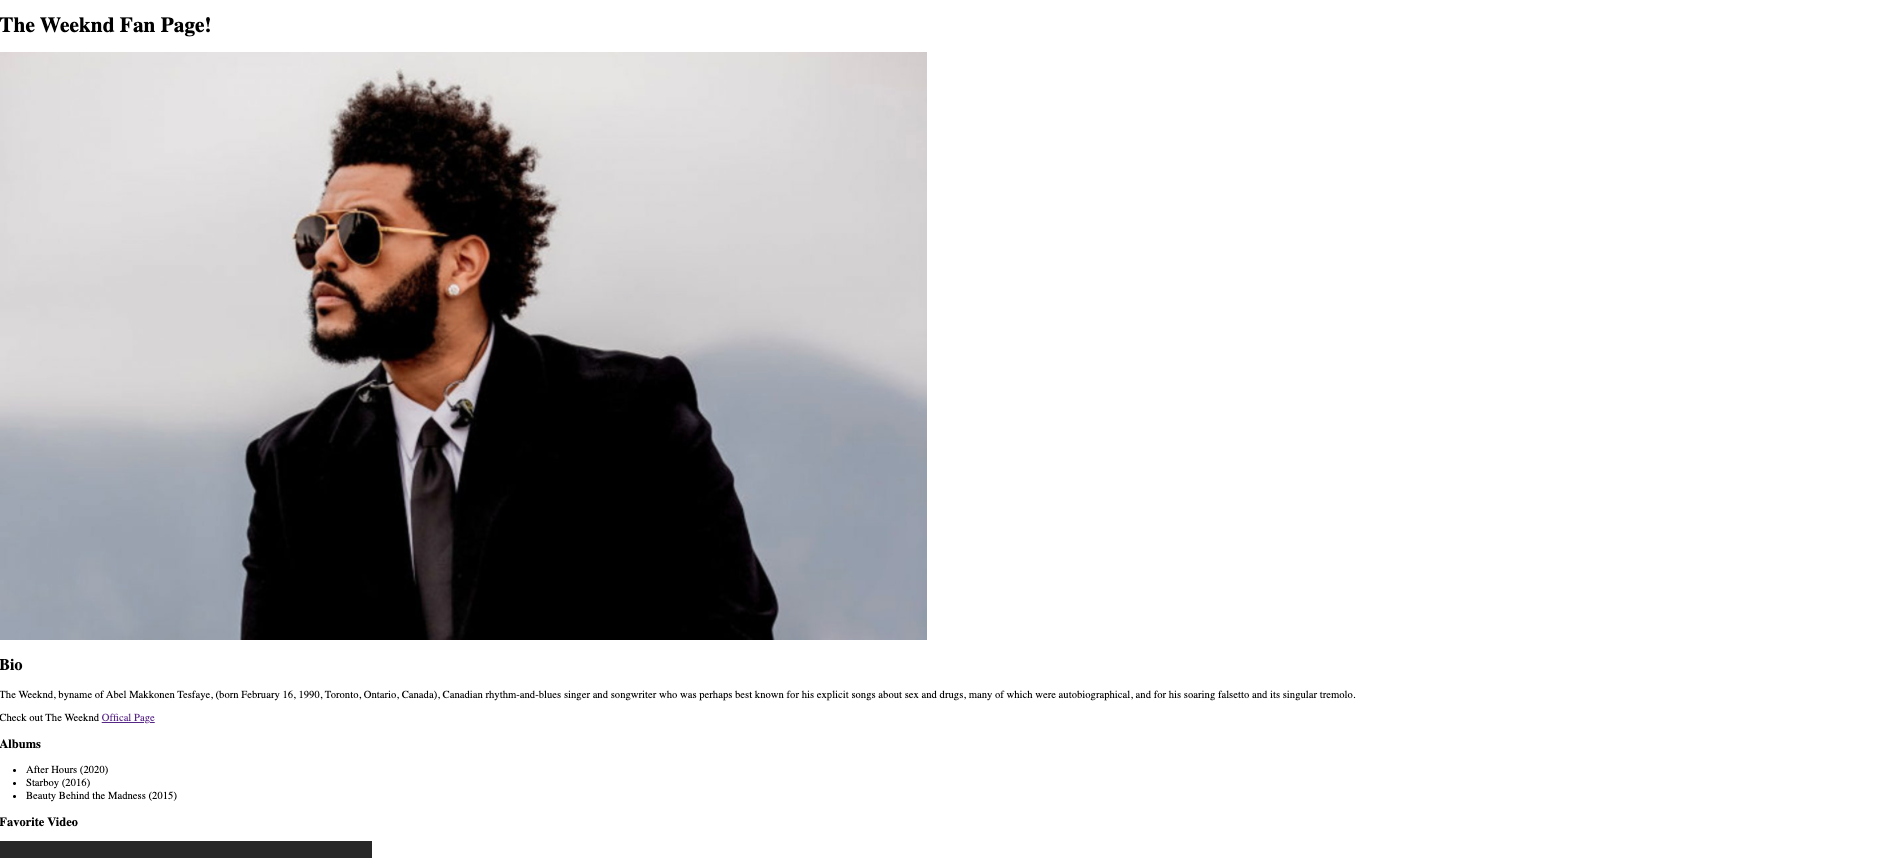 The Weeknd Fan Page!
Bio
The Weeknd, byname of Abel Makkonen Tesfaye, (born February 16, 1990, Toronto, Ontario, Canada), Canadian rhythm-and-blues singer and songwriter who was perhaps best known for his explicit songs about sex and drugs, many of which were autobiographical, and for his soaring falsetto and its singular tremolo.
Check out The Weeknd Offical Page
Albums
• After Hours (2020)
• Starboy (2016)
• Beauty Behind the Madness (2015)
Favorite Video